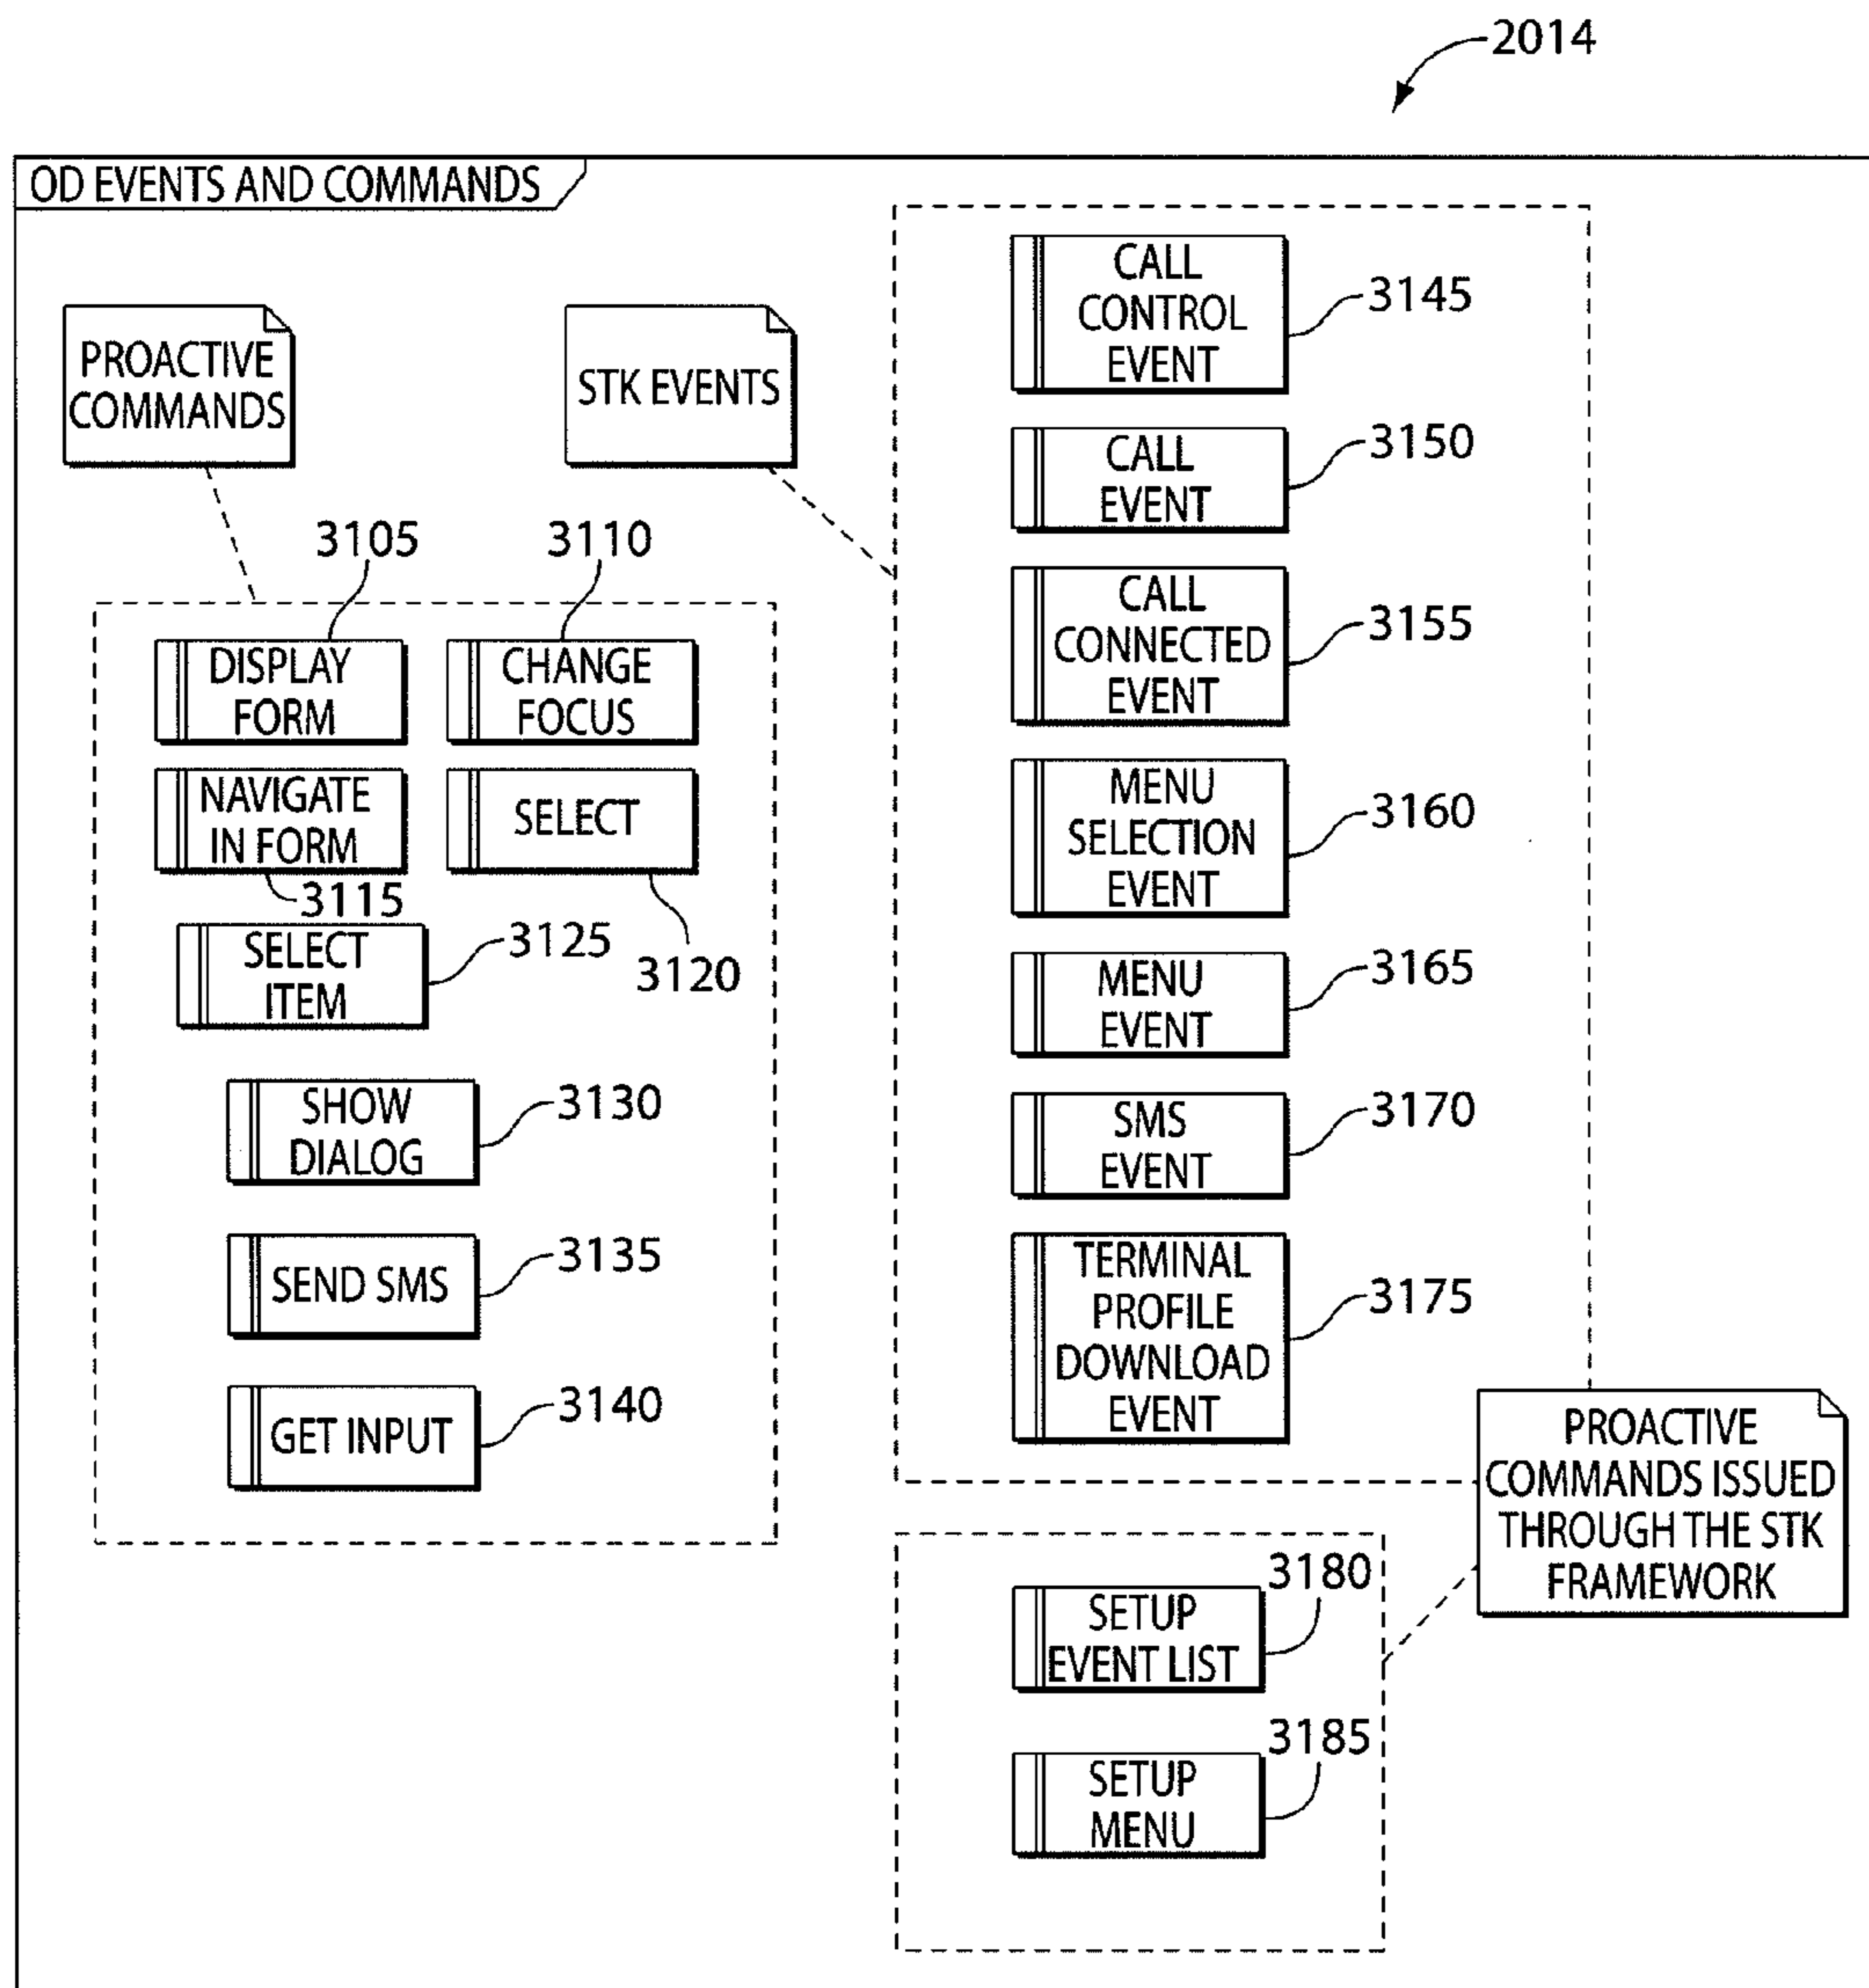 2014
OD EVENTS AND COMMANDS
PROACTIVE
COMMANDS
STK EVENTS
3105
3110
DISPLAY
FORM
CHANGE
FOCUS
NAVIGATE
IN FORM
SELECT
3115
3120
SELECT
ITEM
3125
SHOW
DIALOG
3130
SEND SMS
3135
GET INPUT
3140
CALL
CONTROL
EVENT
3145
CALL
EVENT
3150
CALL
CONNECTED
EVENT
3155
MENU
SELECTION
EVENT
3160
MENU
EVENT
3165
SMS
EVENT
3170
TERMINAL
PROFILE
DOWNLOAD
EVENT
3175
PROACTIVE
COMMANDS ISSUED
THROUGH THE STK
FRAMEWORK
3180
SETUP
EVENT LIST
3185
SETUP
MENU